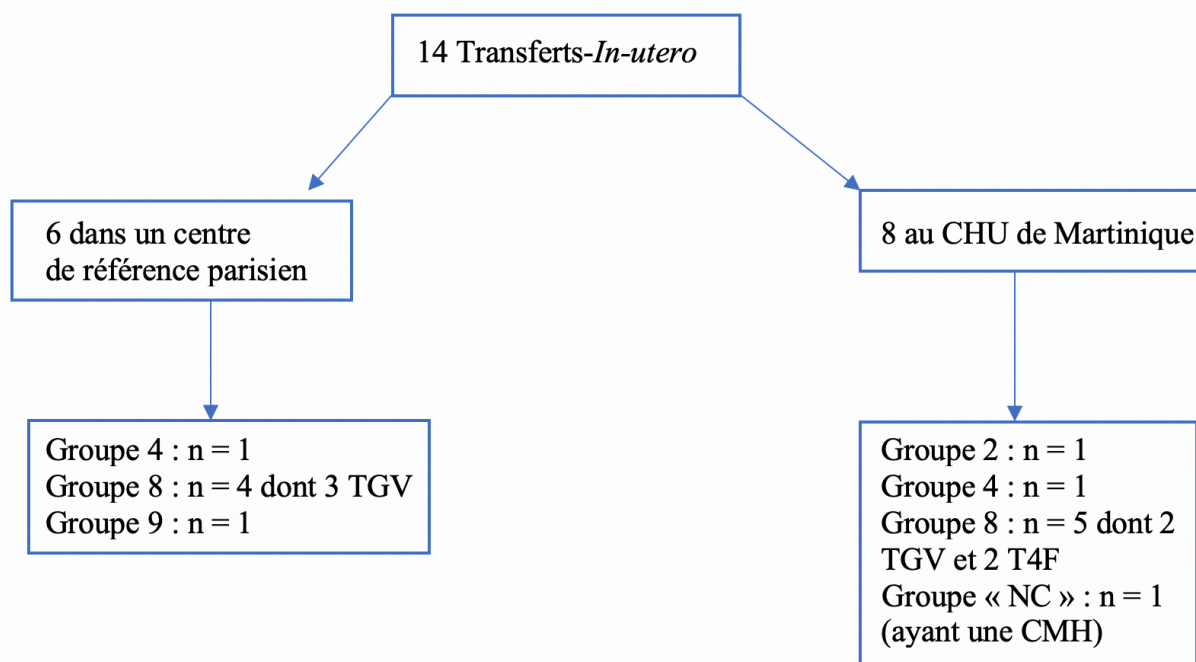 14 Transferts-In-utero
6 dans un centre
de référence parisien
8 au CHU de Martinique
Groupe 4 : n = 1
Groupe 8 : n = 4 dont 3 TGV
Groupe 9 : n = 1
Groupe 2 : n = 1
Groupe 4 : n = 1
Groupe 8 : n = 5 dont 2
TGV et 2 T4F
Groupe « NC » : n = 1
(ayant une CMH)